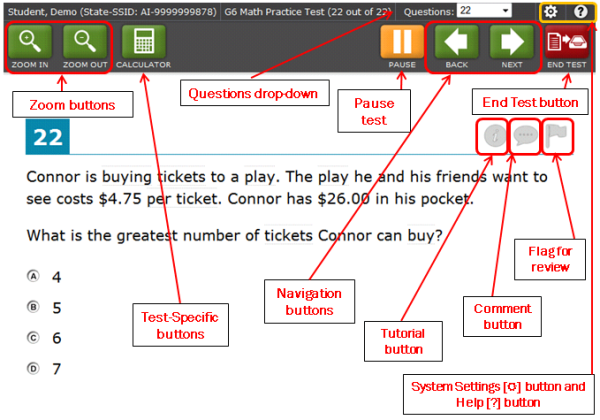 Student, Demo (State-SSID: AI-9999999878) G6 Math Practice Test (22 out of 22) Questions: 22
ZOOM IN ZOOM OUT CALCULATOR PAUSE BACK NEXT END TEST
Zoom buttons
Questions drop-down
Pause
test
End Test button
22
Connor is buying tickets to a play. The play he and his friends want to
see costs $4.75 per ticket. Connor has $26.00 in his pocket.
What is the greatest number of tickets Connor can buy?
A 4
B 5
C 6
D 7
Test-Specific
buttons
Navigation
buttons
Tutorial
button
Comment
button
Flag for
review
System Settings [⚙] button and
Help [?] button